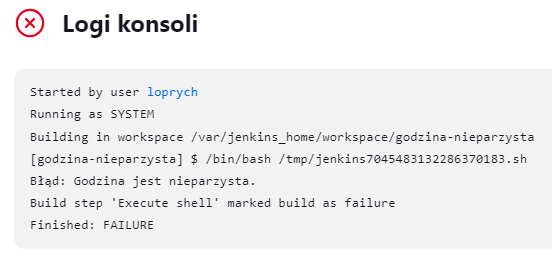 Logi konsoli
Started by user loprych
Running as SYSTEM
Building in workspace /var/jenkins_home/workspace/godzina-nieparzysta
[godzina-nieparzysta] $ /bin/bash /tmp/jenkins7045483132286370183.sh
Błąd: Godzina jest nieparzysta.
Build step 'Execute shell' marked build as failure
Finished: FAILURE